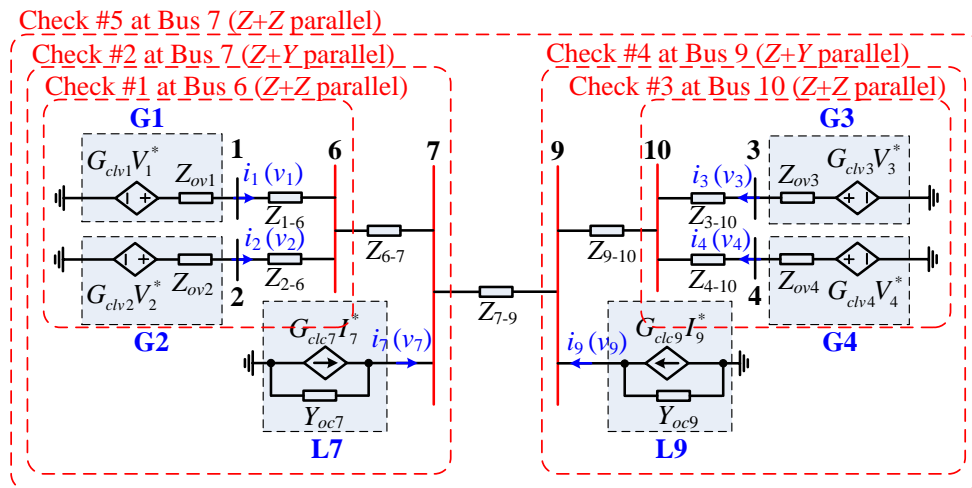 Check #5 at Bus 7 (Z+Z parallel)
Check #2 at Bus 7 (Z+Y parallel)
Check #4 at Bus 9 (Z+Y parallel)
Check #1 at Bus 6 (Z+Z parallel)
Check #3 at Bus 10 (Z+Z parallel)
G1
G3
G_clv1 V_1^*
Z_ov1
1
i_1(v_1)
Z_1-6
6
7
9
10
3
i_3(v_3)
Z_3-10
Z_ov3
G_clv3 V_3^*
Z_6-7
Z_9-10
G_clv2 V_2^*
Z_ov2
2
i_2(v_2)
Z_2-6
i_4(v_4)
Z_4-10
4
Z_ov4
G_clv4 V_4^*
G2
Z_7-9
G4
G_clc7 I_7^*
i_7(v_7)
Y_oc7
L7
i_9(v_9)
G_clc9 I_9^*
Y_oc9
L9